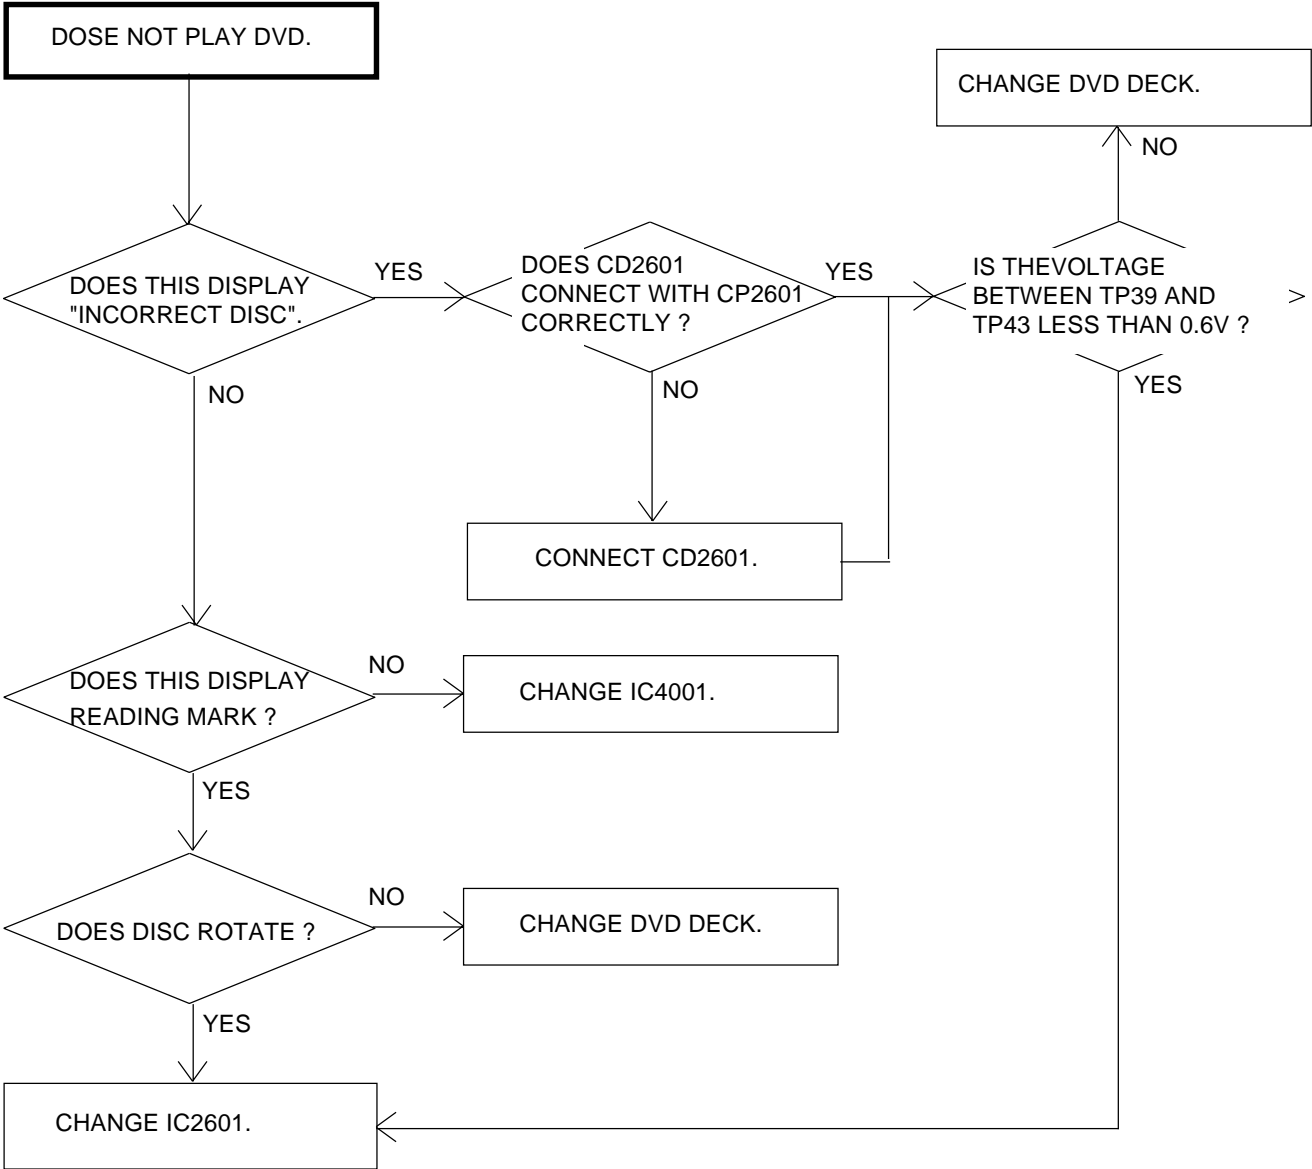 DOSE NOT PLAY DVD.
CHANGE DVD DECK.
NO
DOES THIS DISPLAY
"INCORRECT DISC".
YES
DOES CD2601
CONNECT WITH CP2601
CORRECTLY ?
YES
IS THEVOLTAGE
BETWEEN TP39 AND
TP43 LESS THAN 0.6V ?
YES
NO
NO
CONNECT CD2601.
DOES THIS DISPLAY
READING MARK ?
NO
CHANGE IC4001.
YES
DOES DISC ROTATE ?
NO
CHANGE DVD DECK.
YES
CHANGE IC2601.